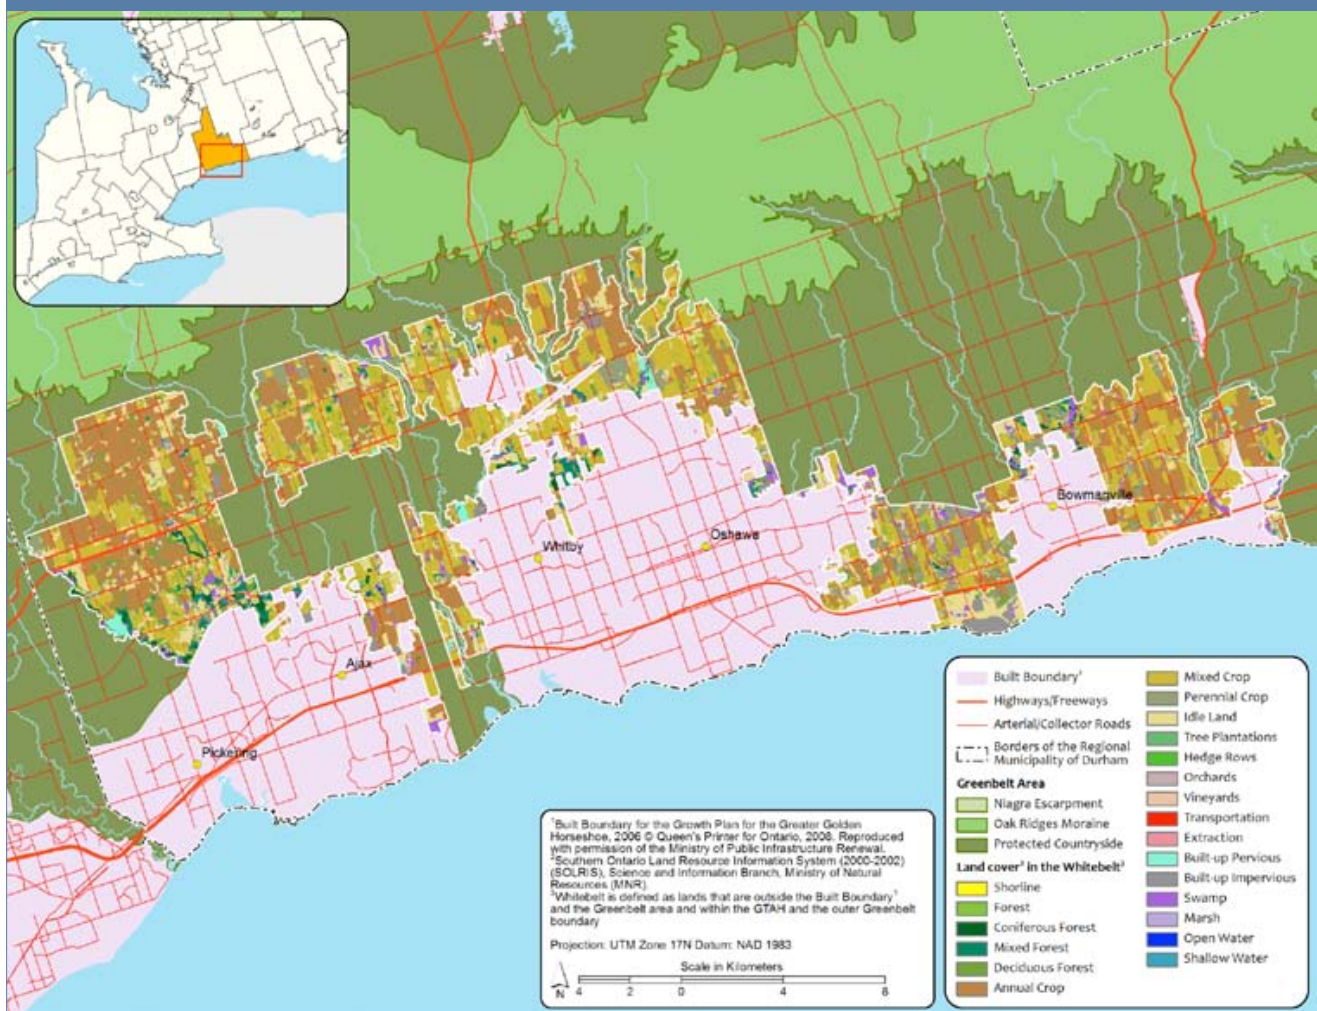 Whitby
Oshawa
Bowmanville
Ajax
Pickering
Built Boundary¹
Highways/Freeways
Arterial/Collector Roads
Borders of the Regional
Municipality of Durham
Greenbelt Area
Niagra Escarpment
Oak Ridges Moraine
Protected Countryside
Land cover² in the Whitebelt³
Shorline
Forest
Coniferous Forest
Mixed Forest
Deciduous Forest
Annual Crop
Mixed Crop
Perennial Crop
Idle Land
Tree Plantations
Hedge Rows
Orchards
Vineyards
Transportation
Extraction
Built-up Pervious
Built-up Impervious
Swamp
Marsh
Open Water
Shallow Water
¹Built Boundary for the Growth Plan for the Greater Golden
Horseshoe, 2006 © Queen's Printer for Ontario, 2008. Reproduced
with permission of the Ministry of Public Infrastructure Renewal.
²Southern Ontario Land Resource Information System (2000-2002)
(SOLRIS), Science and Information Branch, Ministry of Natural
Resources (MNR)
³Whitebelt is defined as lands that are outside the Built Boundary¹
and the Greenbelt area and within the GTAH and the outer Greenbelt
boundary
Projection: UTM Zone 17N Datum: NAD 1983
Scale in Kilometers
N 4 2 0 4 8